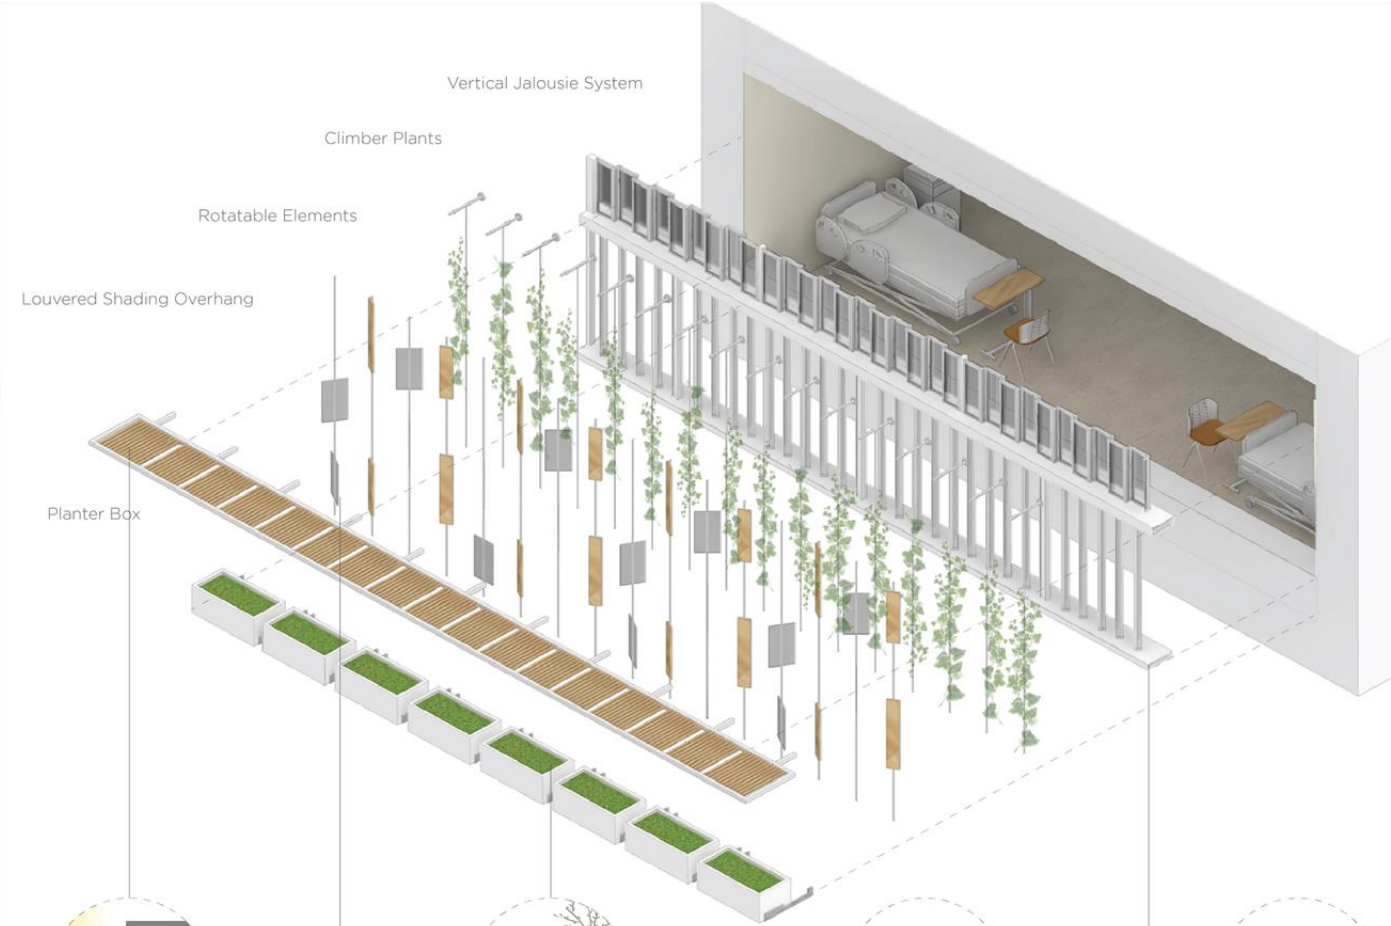 Vertical Jalousie System
Climber Plants
Rotatable Elements
Louvered Shading Overhang
Planter Box